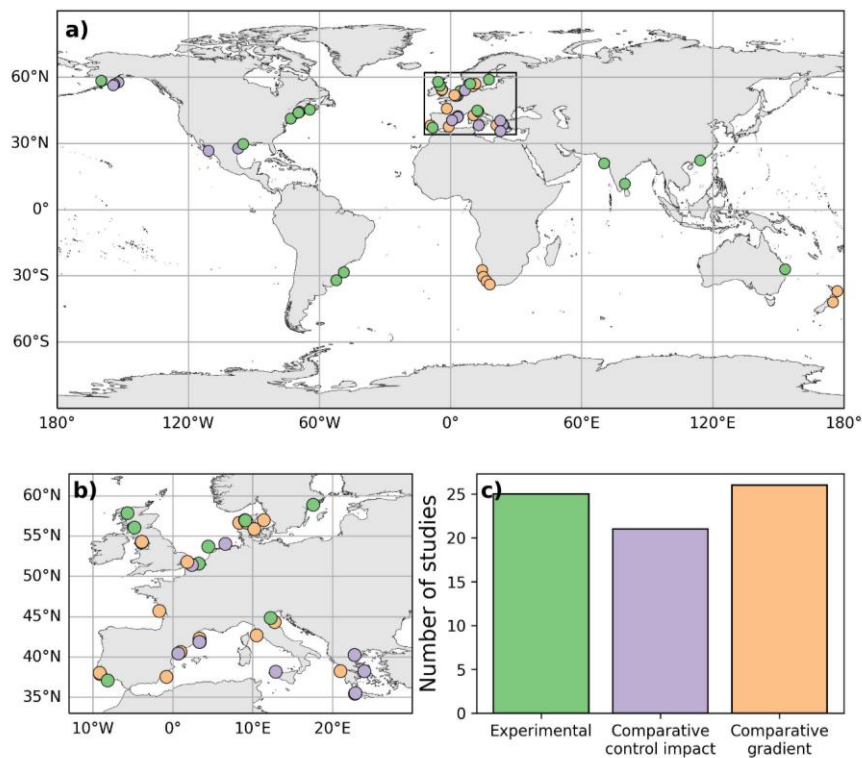 a)
60°N
30°N
0°
30°S
60°S
180°
120°W
60°W
0°
60°E
120°E
180°
b)
60°N
55°N
50°N
45°N
40°N
35°N
10°W
0°
10°E
20°E
c)
Number of studies
25
20
15
10
5
0
Experimental
Comparative
control impact
Comparative
gradient